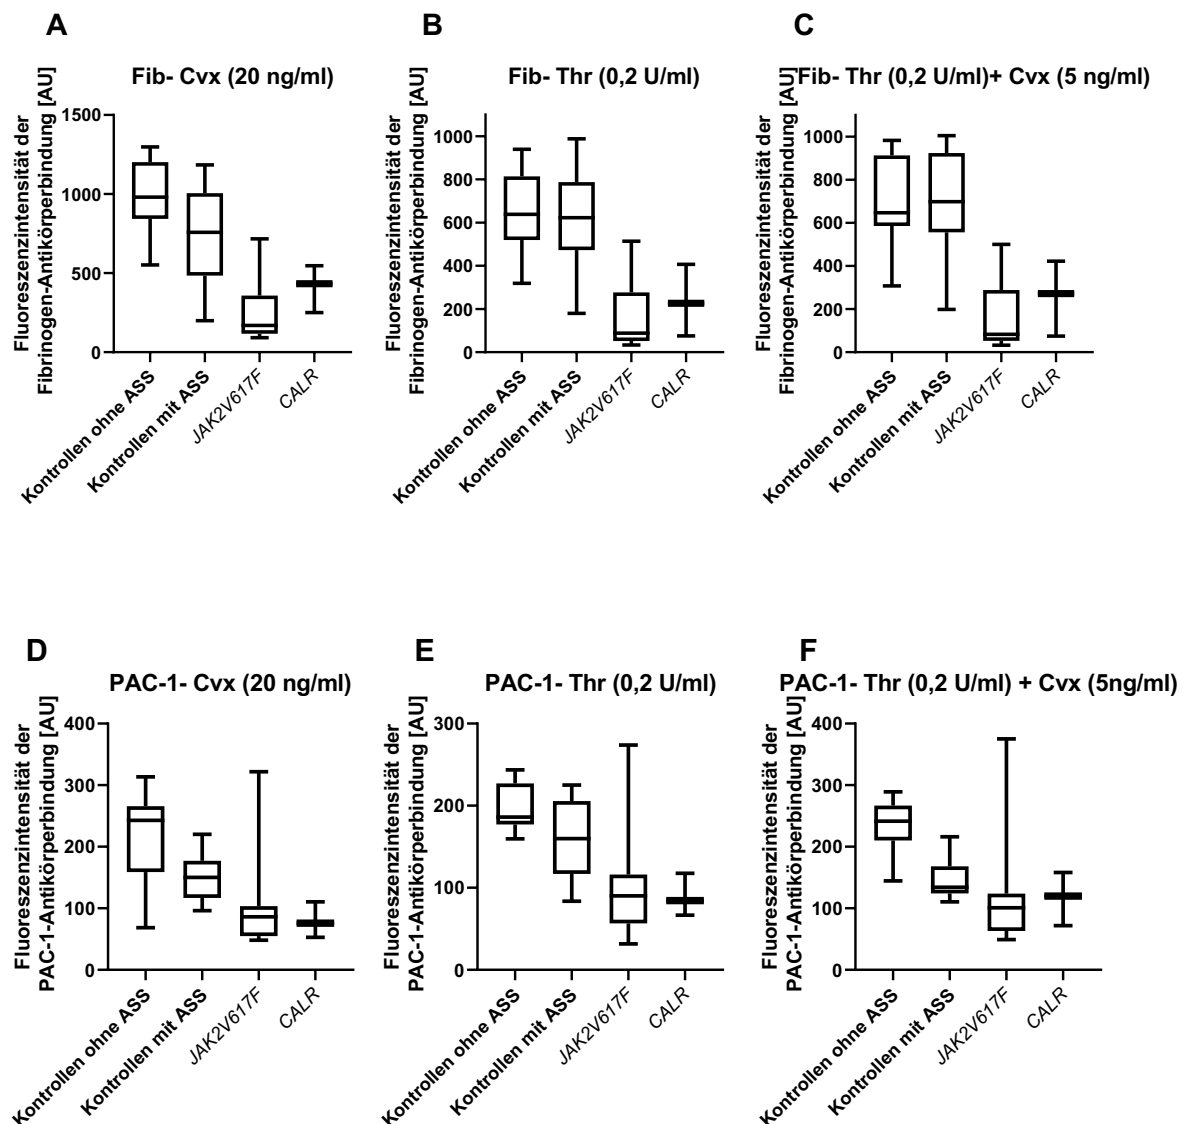 A
Fib- Cvx (20 ng/ml)
Fluoreszenzintensität der
Fibrinogen-Antikörperbindung [AU]
1500
1000
500
0
Kontrollen ohne ASS
Kontrollen mit ASS
JAK2V617F
CALR
B
Fib- Thr (0,2 U/ml)
Fluoreszenzintensität der
Fibrinogen-Antikörperbindung [AU]
1000
800
600
400
200
0
Kontrollen ohne ASS
Kontrollen mit ASS
JAK2V617F
CALR
C
Fib- Thr (0,2 U/ml)+ Cvx (5 ng/ml)
Fluoreszenzintensität der
Fibrinogen-Antikörperbindung [AU]
1000
800
600
400
200
0
Kontrollen ohne ASS
Kontrollen mit ASS
JAK2V617F
CALR
D
PAC-1- Cvx (20 ng/ml)
Fluoreszenzintensität der
PAC-1-Antikörperbindung [AU]
400
300
200
100
0
Kontrollen ohne ASS
Kontrollen mit ASS
JAK2V617F
CALR
E
PAC-1- Thr (0,2 U/ml)
Fluoreszenzintensität der
PAC-1-Antikörperbindung [AU]
300
200
100
0
Kontrollen ohne ASS
Kontrollen mit ASS
JAK2V617F
CALR
F
PAC-1- Thr (0,2 U/ml) + Cvx (5ng/ml)
Fluoreszenzintensität der
PAC-1-Antikörperbindung [AU]
400
300
200
100
0
Kontrollen ohne ASS
Kontrollen mit ASS
JAK2V617F
CALR